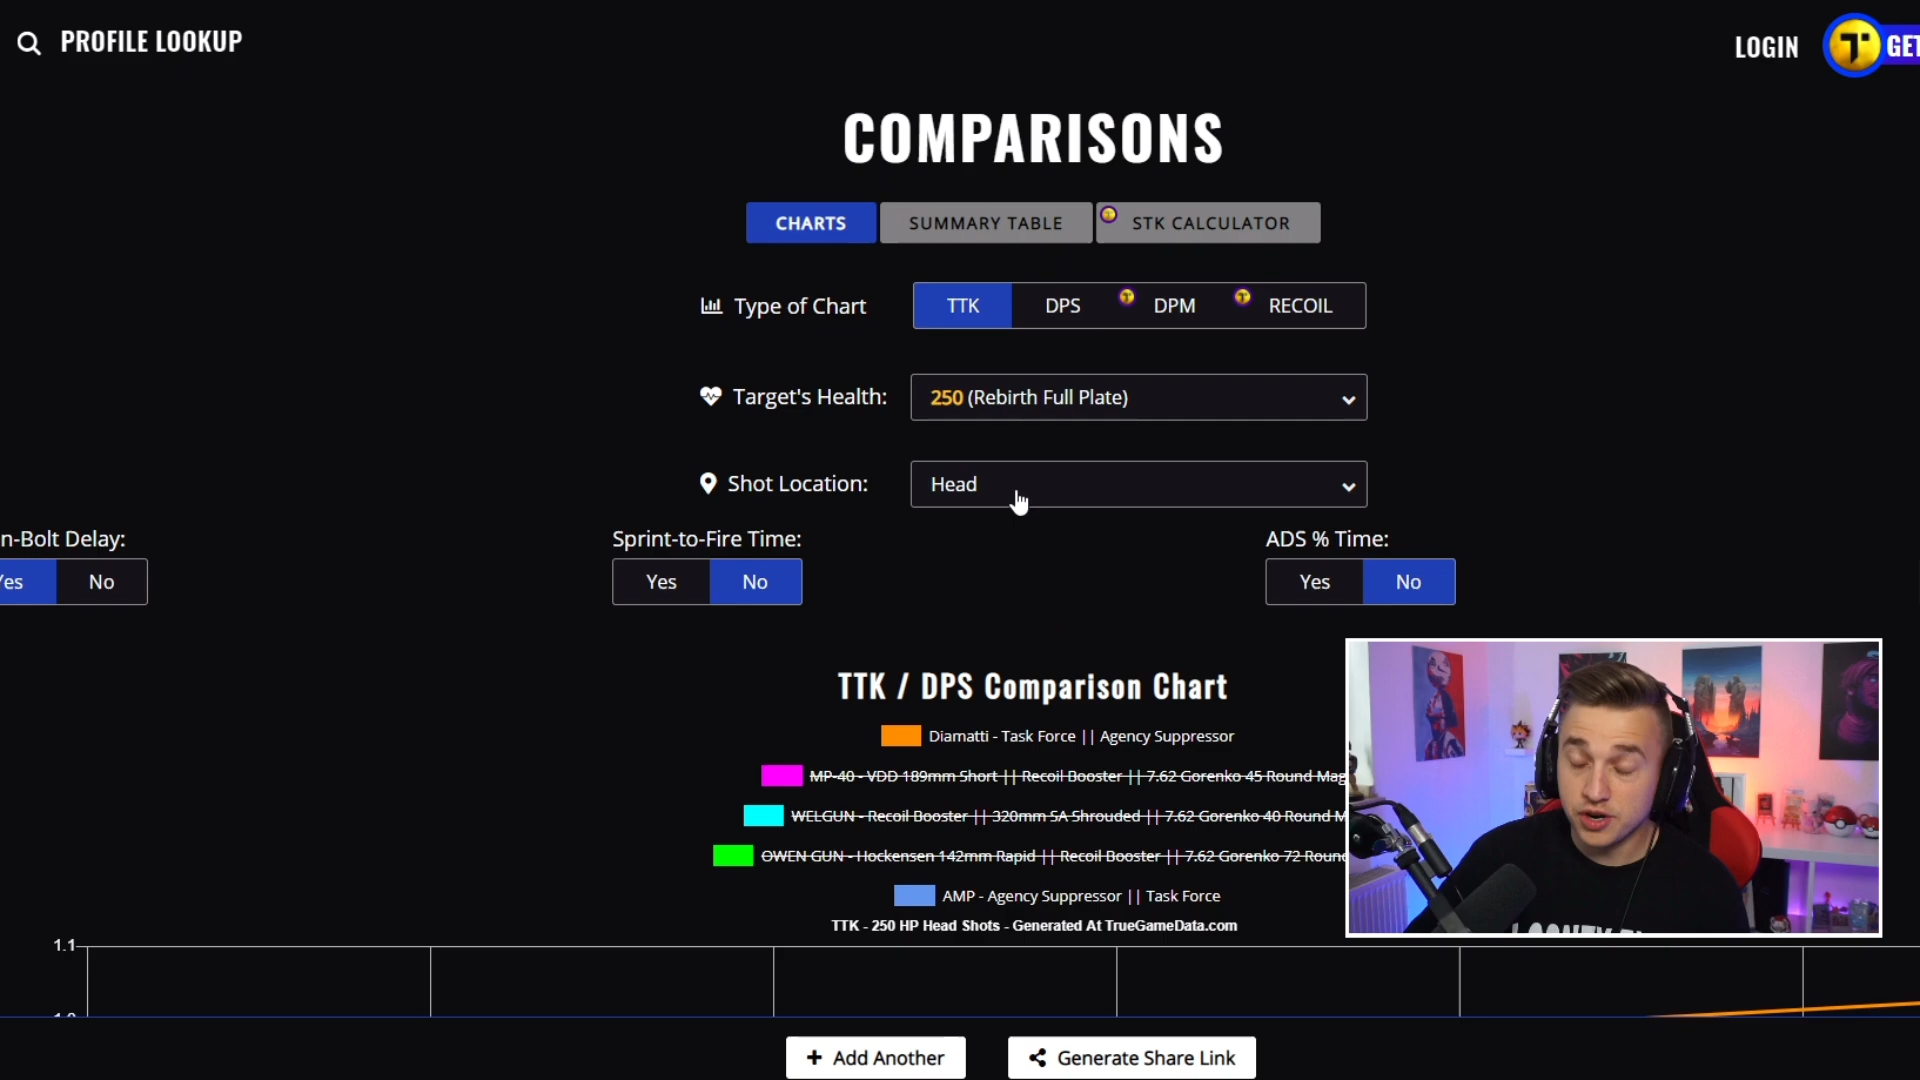 PROFILE LOOKUP
LOGIN
GET
COMPARISONS
CHARTS SUMMARY TABLE STK CALCULATOR
Type of Chart TTK DPS DPM RECOIL
Target's Health: 250 (Rebirth Full Plate)
Shot Location: Head
n-Bolt Delay: Sprint-to-Fire Time: ADS % Time:
Yes No Yes No Yes No
TTK / DPS Comparison Chart
Diamatti - Task Force || Agency Suppressor
MP-40 - VDD 189mm Short || Recoil Booster || 7.62 Gorenko 45 Round Mag
WELGUN - Recoil Booster || 320mm SA Shrouded || 7.62 Gorenko 40 Round M
OWEN GUN - Hockensen 142mm Rapid || Recoil Booster || 7.62 Gorenko 72 Round
AMP - Agency Suppressor || Task Force
TTK - 250 HP Head Shots - Generated At TrueGameData.com
1.1
+ Add Another Generate Share Link